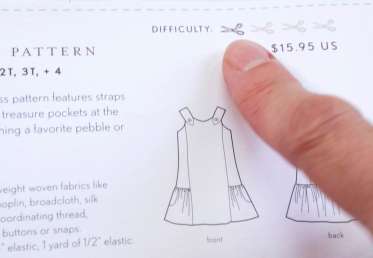 DIFFICULTY:
PATTERN
$15.95 US
2T, 3T, + 4
ss pattern features straps
treasure pockets at the
ning a favorite pebble or
weight woven fabrics like
oplin, broadcloth, silk
coordinating thread,
buttons or snaps.
" elastic, 1 yard of 1/2" elastic
front
back